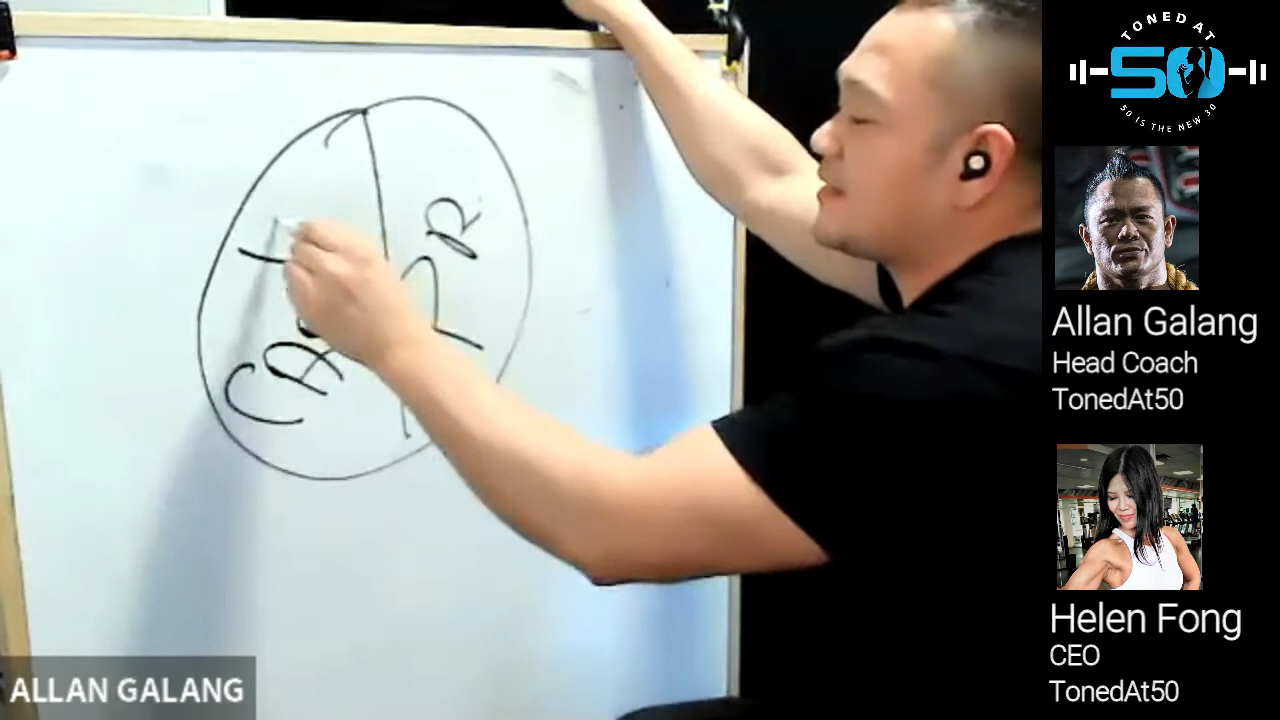 TONED AT
50
50 IS THE NEW 30
Allan Galang
Head Coach
TonedAt50
Helen Fong
CEO
TonedAt50
ALLAN GALANG